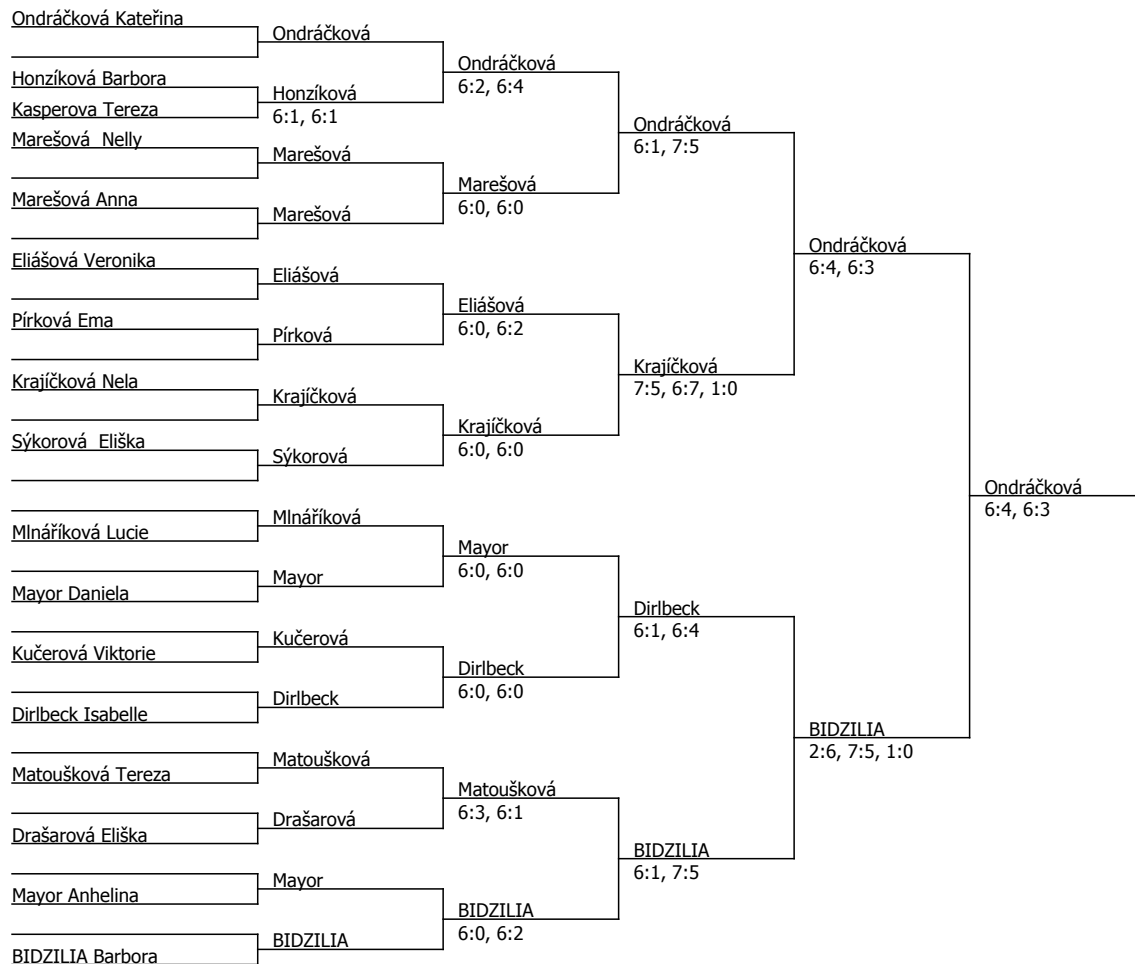 Ondráčková Kateřina
Ondráčková
Ondráčková
6:2, 6:4
Honzíková Barbora
Honzíková
6:1, 6:1
Kasperova Tereza
Ondráčková
6:1, 7:5
Marešová  Nelly
Marešová
Marešová
6:0, 6:0
Marešová Anna
Marešová
Ondráčková
6:4, 6:3
Eliášová Veronika
Eliášová
Eliášová
6:0, 6:2
Pírková Ema
Pírková
Krajíčková
7:5, 6:7, 1:0
Krajíčková Nela
Krajíčková
Krajíčková
6:0, 6:0
Sýkorová  Eliška
Sýkorová
Ondráčková
6:4, 6:3
Mlnáříková
Mlnáříková Lucie
Mayor
6:0, 6:0
Mayor
Mayor Daniela
Dirlbeck
6:1, 6:4
Kučerová
Kučerová Viktorie
Dirlbeck
6:0, 6:0
Dirlbeck
Dirlbeck Isabelle
BIDZILIA
2:6, 7:5, 1:0
Matoušková
Matoušková Tereza
Matoušková
6:3, 6:1
Drašarová
Drašarová Eliška
BIDZILIA
6:1, 7:5
Mayor
Mayor Anhelina
BIDZILIA
6:0, 6:2
BIDZILIA
BIDZILIA Barbora